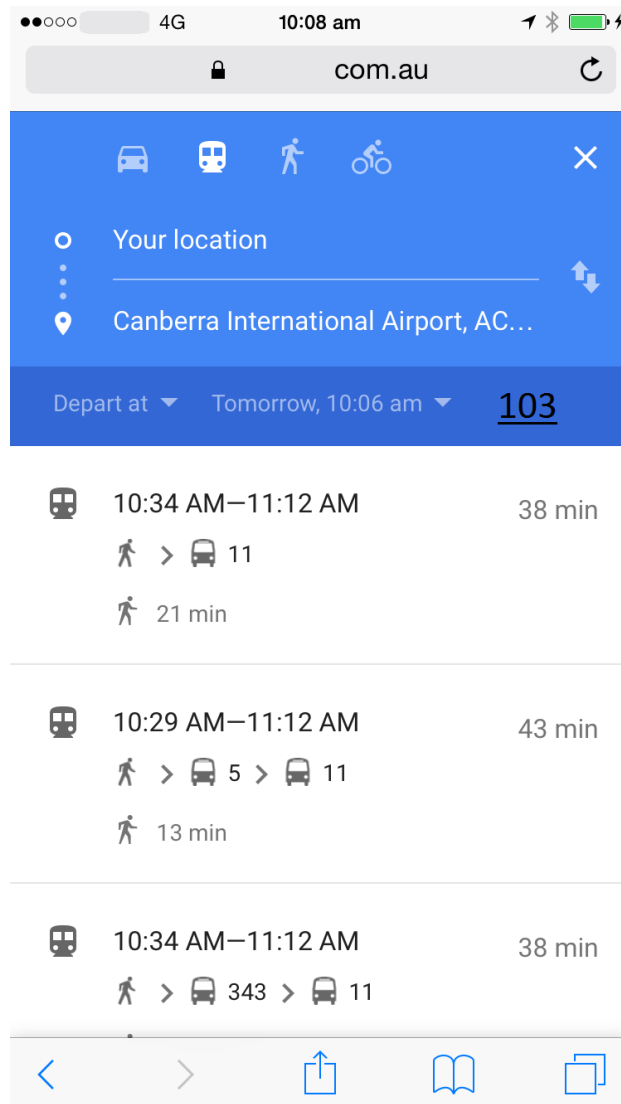 4G 10:08 am
com.au
Your location
Canberra International Airport, AC...
Depart at Tomorrow, 10:06 am 103
10:34 AM—11:12 AM 38 min
11
21 min
10:29 AM—11:12 AM 43 min
5 11
13 min
10:34 AM—11:12 AM 38 min
343 11